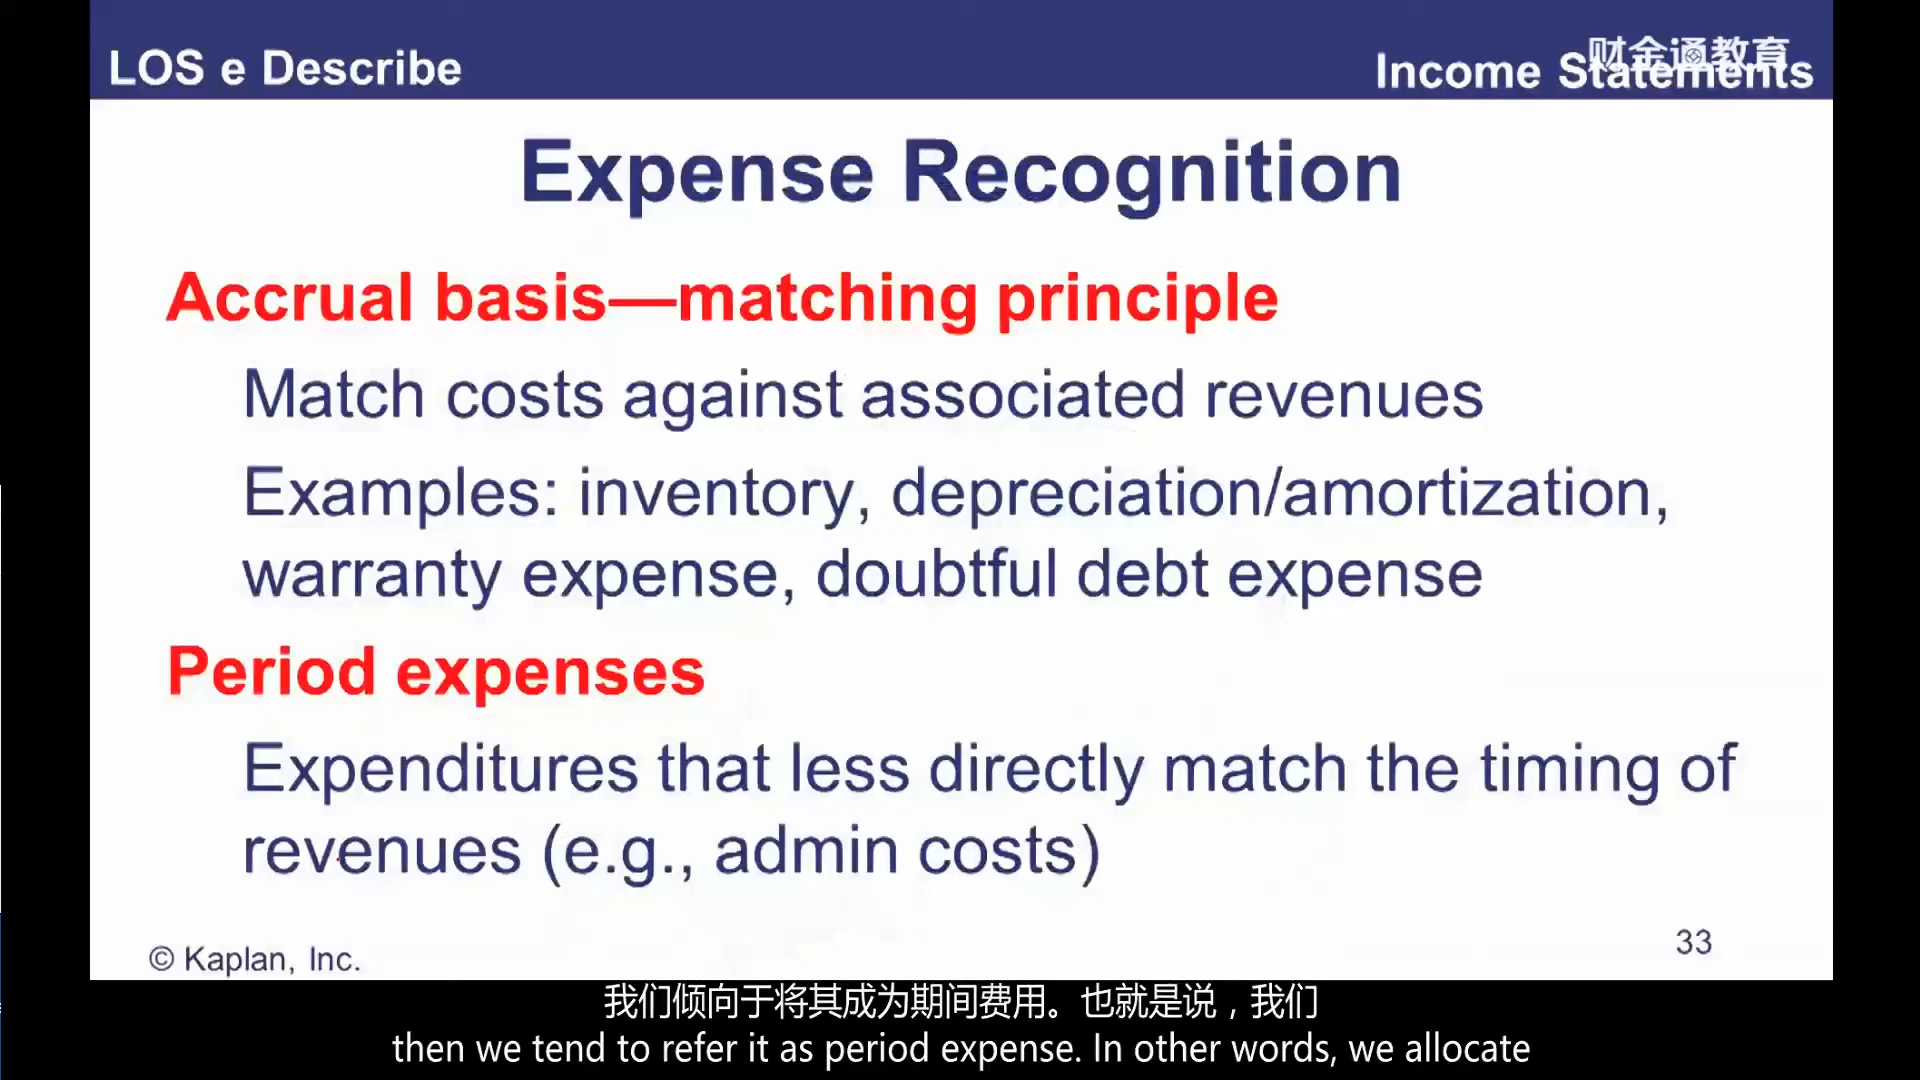 LOS e Describe
财金通教育
Income Statements
Expense Recognition
Accrual basis—matching principle
Match costs against associated revenues
Examples: inventory, depreciation/amortization,
warranty expense, doubtful debt expense
Period expenses
Expenditures that less directly match the timing of
revenues (e.g., admin costs)
© Kaplan, Inc.
33
我们倾向于将其成为期间费用。也就是说，我们
then we tend to refer it as period expense. In other words, we allocate